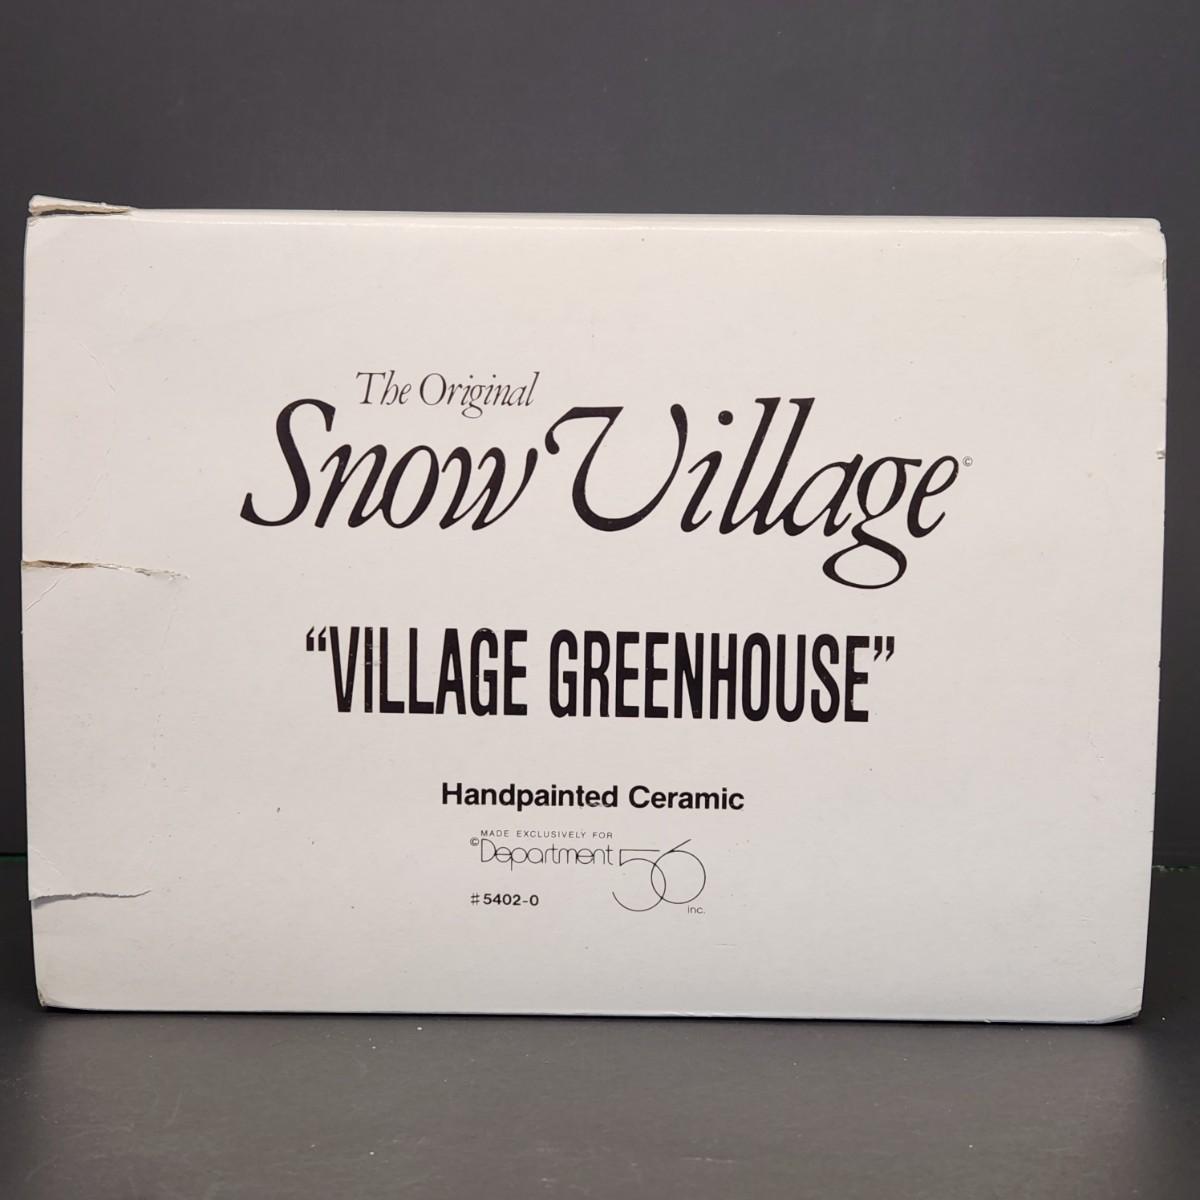 The Original
Snow Village©
“VILLAGE GREENHOUSE”
Handpainted Ceramic
MADE EXCLUSIVELY FOR
©Department 56
inc.
#5402-0